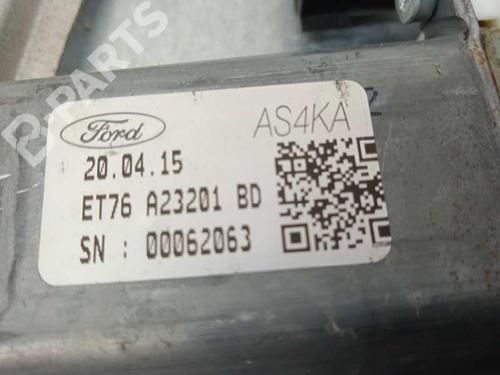 B-PARTS
Ford
AS4KA
20.04.15
ET76 A23201 BD
SN : 00062063